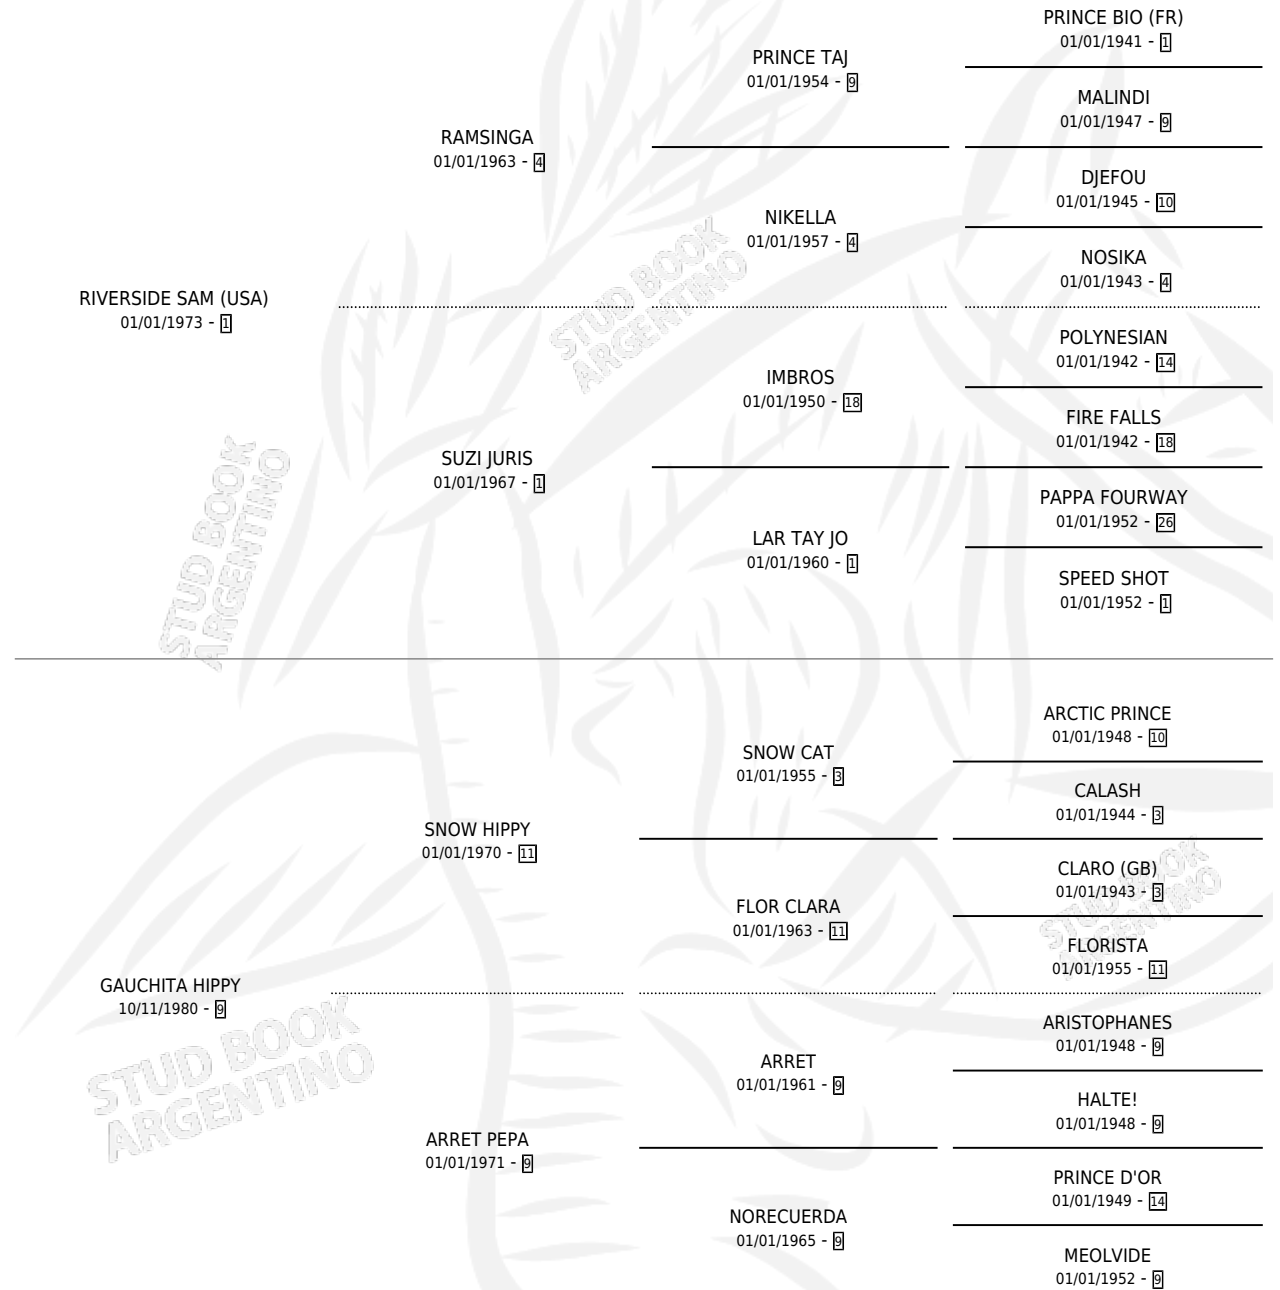 PRINCE BIO (FR)
01/01/1941 - 1
PRINCE TAJ
01/01/1954 - 9
MALINDI
01/01/1947 - 9
RAMSINGA
01/01/1963 - 4
DJEFOU
01/01/1945 - 10
NIKELLA
01/01/1957 - 4
NOSIKA
01/01/1943 - 4
RIVERSIDE SAM (USA)
01/01/1973 - 1
POLYNESIAN
01/01/1942 - 14
IMBROS
01/01/1950 - 18
FIRE FALLS
01/01/1942 - 18
SUZI JURIS
01/01/1967 - 1
PAPPA FOURWAY
01/01/1952 - 26
LAR TAY JO
01/01/1960 - 1
SPEED SHOT
01/01/1952 - 1
STUD BOOK
ARGENTINO
STUD BOOK
ARGENTINO
ARCTIC PRINCE
01/01/1948 - 10
SNOW CAT
01/01/1955 - 3
CALASH
01/01/1944 - 3
SNOW HIPPY
01/01/1970 - 11
CLARO (GB)
01/01/1943 - 3
FLOR CLARA
01/01/1963 - 11
FLORISTA
01/01/1955 - 11
GAUCHITA HIPPY
10/11/1980 - 9
ARISTOPHANES
01/01/1948 - 9
ARRET
01/01/1961 - 9
HALTE!
01/01/1948 - 9
ARRET PEPA
01/01/1971 - 9
PRINCE D'OR
01/01/1949 - 14
NORECUERDA
01/01/1965 - 9
MEOLVIDE
01/01/1952 - 9
STUD BOOK
ARGENTINO
STUD BOOK
ARGENTINO